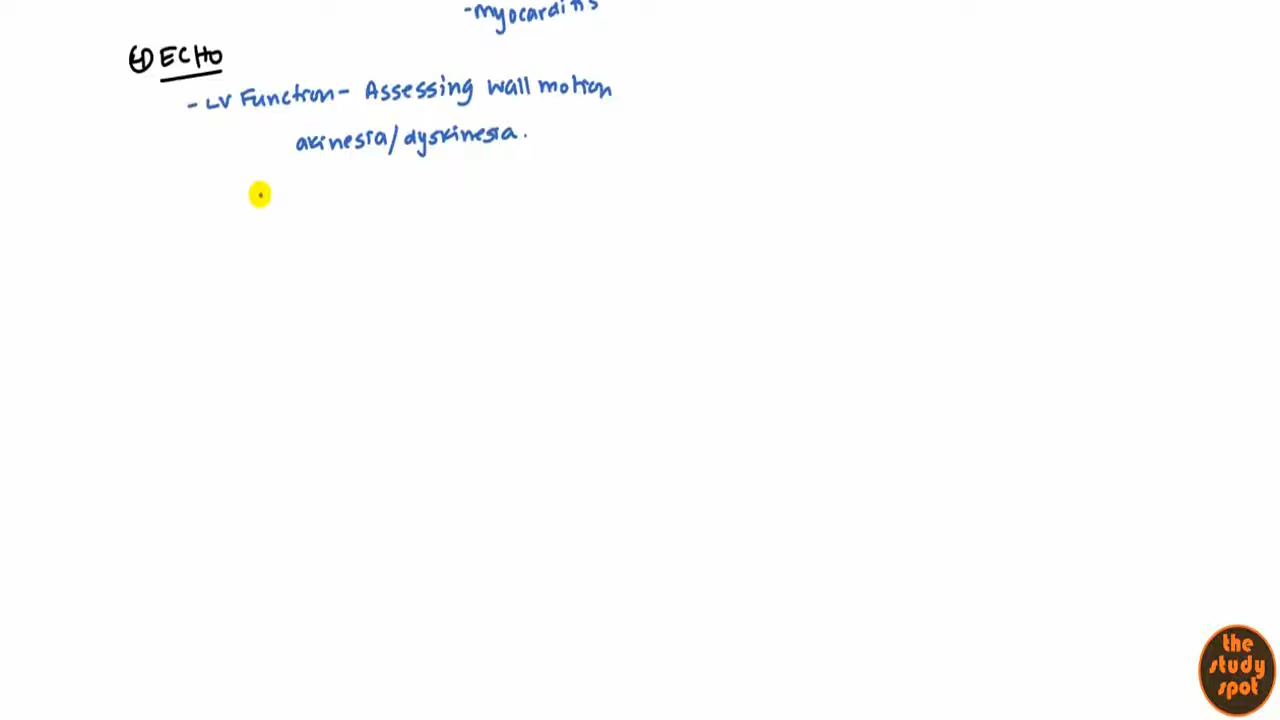 -myocarditis
④ ECHO
- LV Function - Assessing wall motion
akinesia/dyskinesia.
the
study
spot